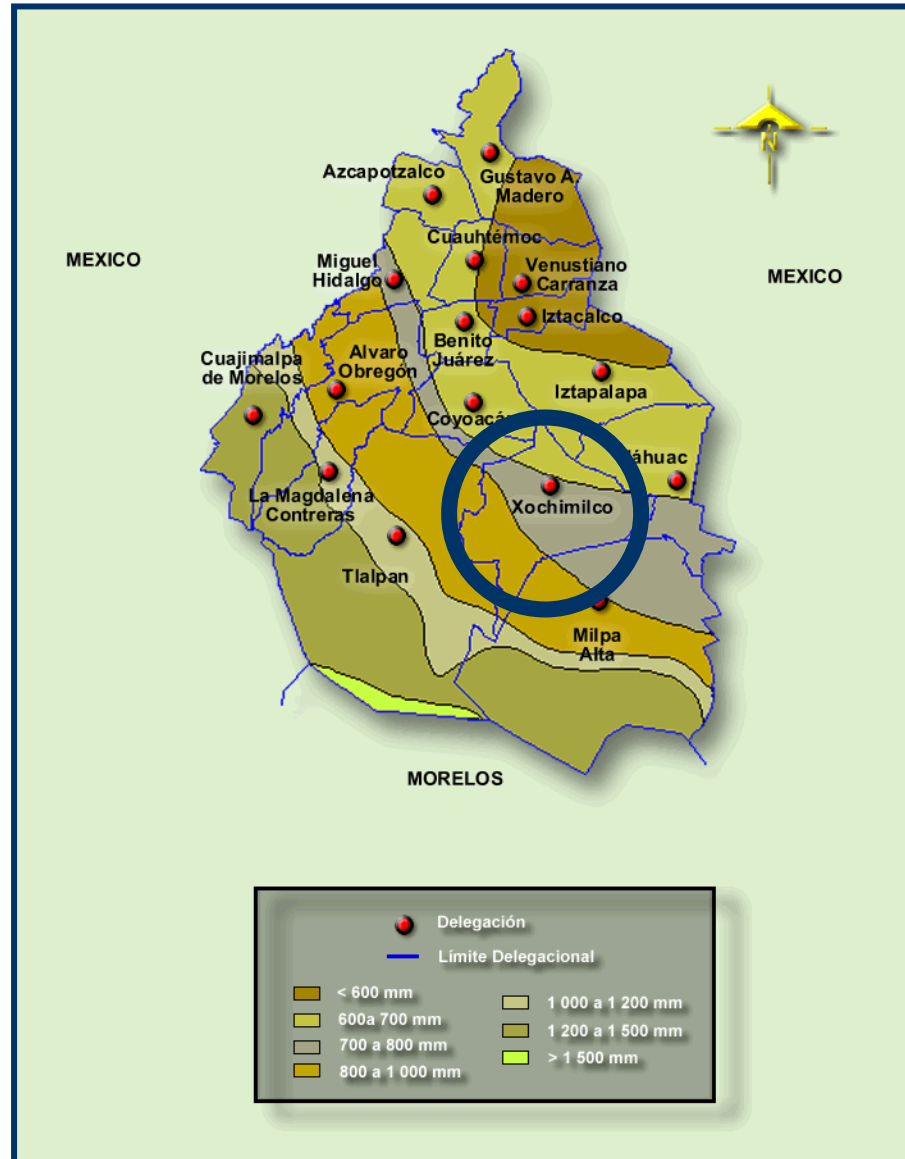 Azcapotzalco
Gustavo A.
Madero
Cuauhtémoc
MEXICO
Miguel
Hidalgo
Venustiano
Carranza
MEXICO
Iztacálco
Cuajimalpa
de Morelos
Alvaro
Obregón
Benito
Juárez
Iztapalapa
Coyoacán
áhuac
La Magdalena
Contreras
Xochimilco
Tlalpan
Milpa
Alta
MORELOS
N
Delegación
Límite Delegacional
< 600 mm
600a 700 mm
700 a 800 mm
800 a 1 000 mm
1 000 a 1 200 mm
1 200 a 1 500 mm
> 1 500 mm